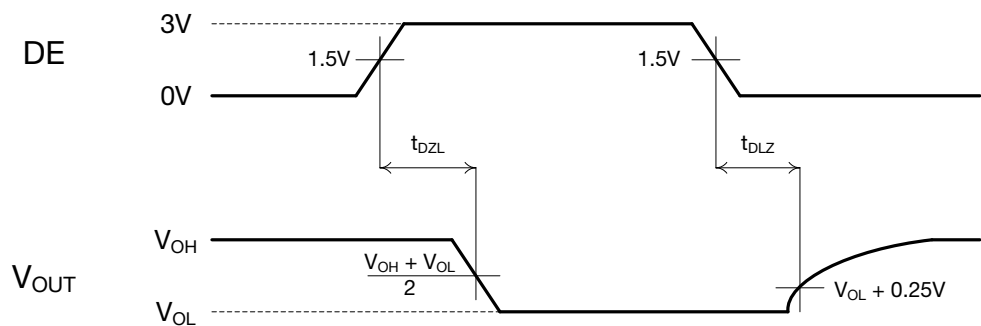 3V
DE
1.5V
1.5V
0V
tDZL
tDLZ
VOH
VOUT
VOH + VOL
2
VOL + 0.25V
VOL